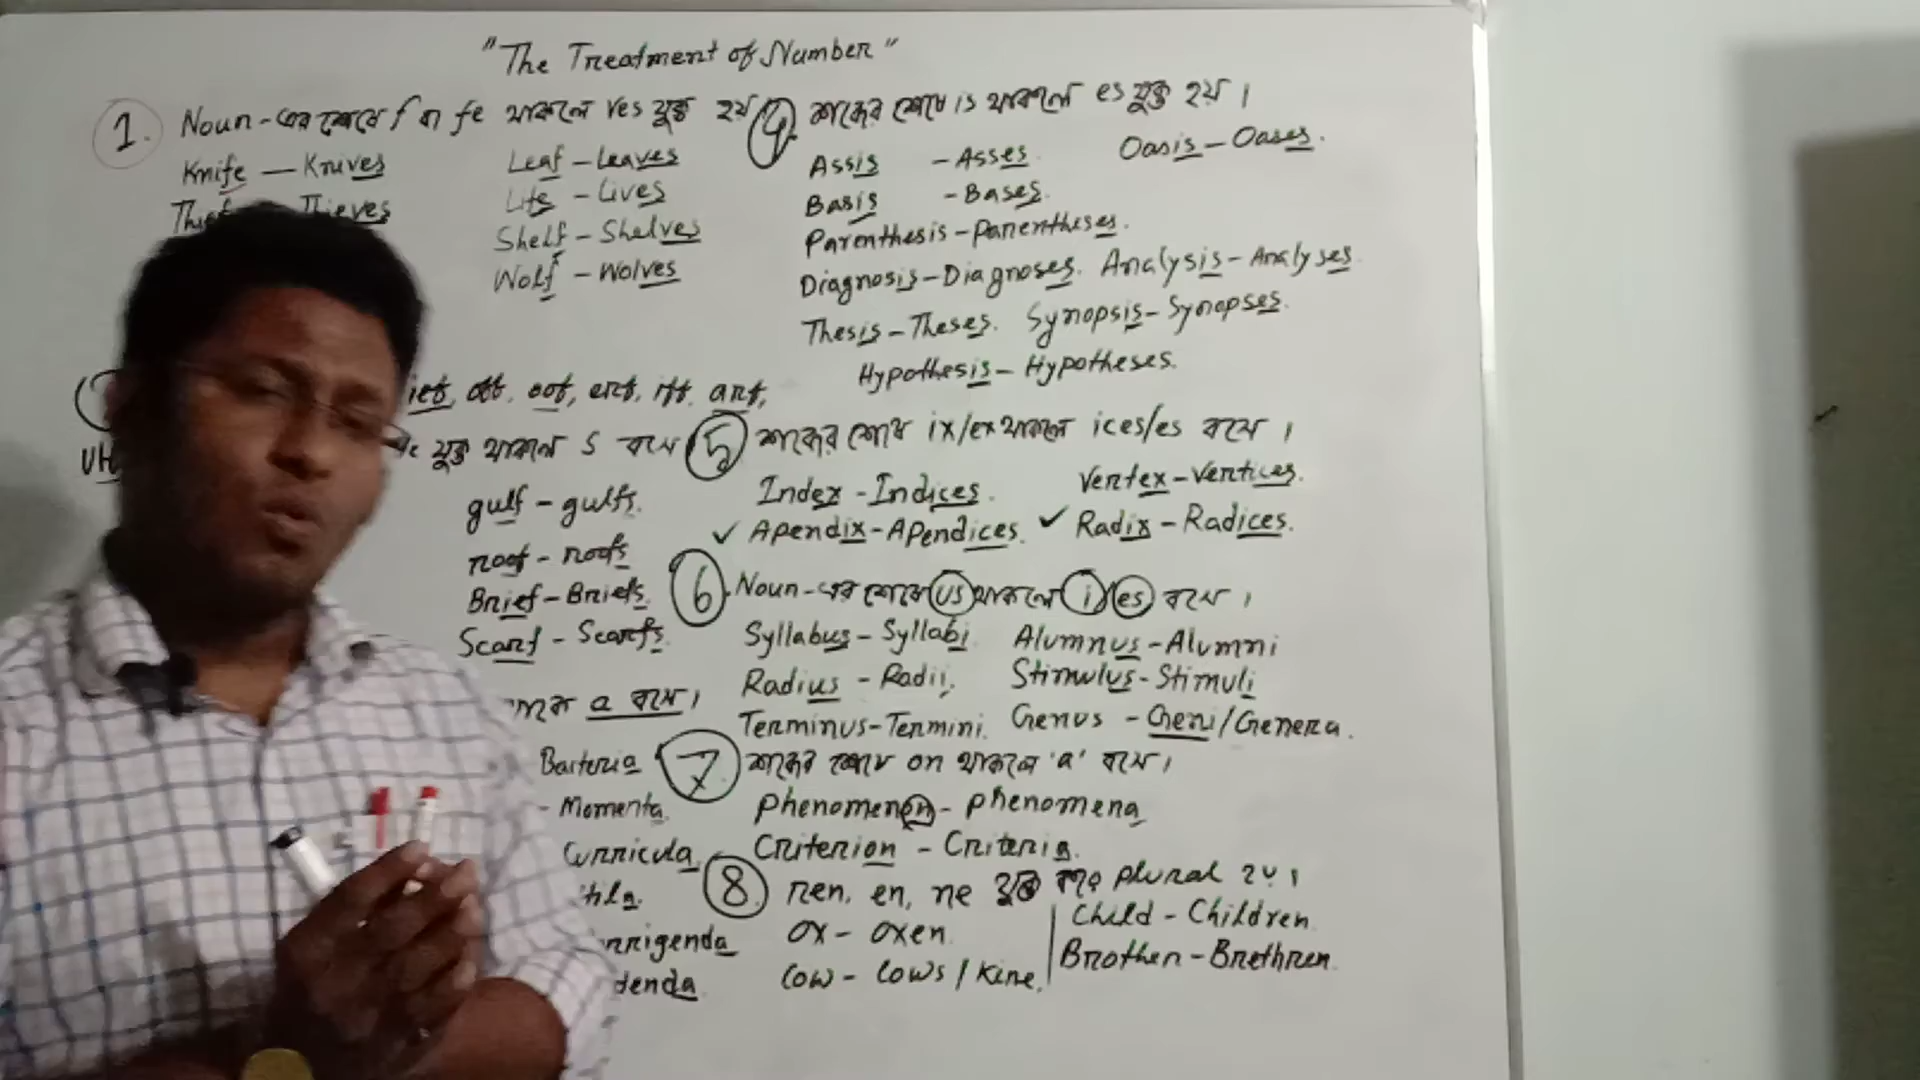 "The Treatment of Number"
1. Noun-এর শেষে f বা fe থাকলে ves যুক্ত হয়
Knife — Knives
Leaf - Leaves
Thieves
Life - Lives
Shelf - Shelves
Wolf - Wolves
ief, off, oof, erf, iff, arf,
যুক্ত থাকলে S বসে
gulf - gulfs.
roof - roofs
Brief - Briefs.
Scarf - Scarfs.
a বসে।
Bacteria
- Momenta
Curricula
rrigenda
denda
4. শব্দের শেষে is থাকলে es যুক্ত হয়।
Assis - Asses
Oasis - Oases.
Basis - Bases.
Parenthesis - Parentheses.
Diagnosis - Diagnoses. Analysis - Analyses
Thesis - Theses. Synopsis - Synopses.
Hypothesis - Hypotheses.
5 শব্দের শেষে ix/ex থাকলে ices/es বসে।
Index - Indices.
Vertex - Vertices.
✓ Apendix - Apendices. ✓ Radix - Radices.
6. Noun-এর শেষে us থাকলে i/es বসে।
Syllabus - Syllabi
Alumnus - Alumni
Radius - Radii,
Stimulus - Stimuli
Terminus - Termini.
Genus - Geni/Genera.
7 শব্দের শেষে on থাকলে 'a' বসে।
Phenomenon - phenomena
Criterion - Criteria.
8 ren, en, ne যুক্ত plural হয়।
OX - Oxen.
Child - Children.
Cow - Cows / Kine.
Brother - Brethren.